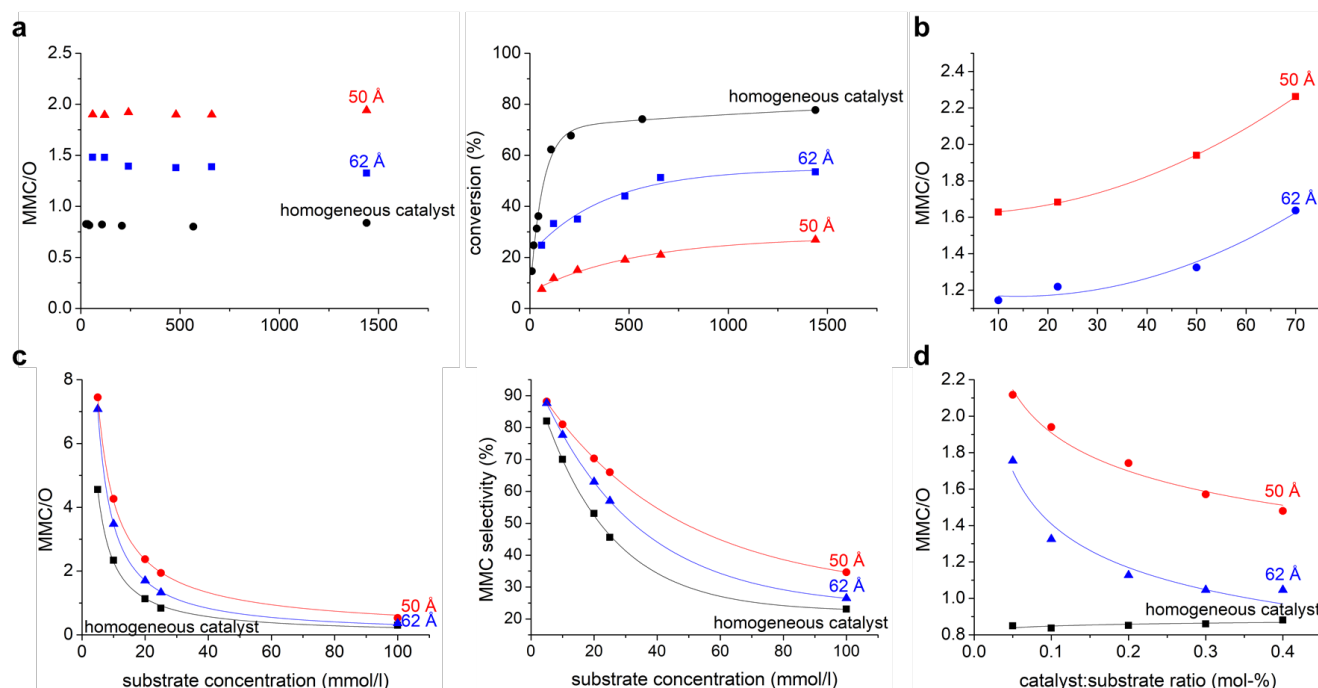 a
MMC/O
2.5
2.0
1.5
1.0
0.5
0.0
50 Å
62 Å
homogeneous catalyst
0
500
1000
1500
conversion (%)
100
80
60
40
20
0
homogeneous catalyst
62 Å
50 Å
0
500
1000
1500
b
MMC/O
2.4
2.2
2.0
1.8
1.6
1.4
1.2
50 Å
62 Å
10
20
30
40
50
60
70
c
MMC/O
8
6
4
2
0
50 Å
62 Å
homogeneous catalyst
0
20
40
60
80
100
substrate concentration (mmol/l)
MMC selectivity (%)
90
80
70
60
50
40
30
20
50 Å
62 Å
homogeneous catalyst
0
20
40
60
80
100
substrate concentration (mmol/l)
d
MMC/O
2.2
2.0
1.8
1.6
1.4
1.2
1.0
0.8
50 Å
62 Å
homogeneous catalyst
0.0
0.1
0.2
0.3
0.4
catalyst:substrate ratio (mol-%)